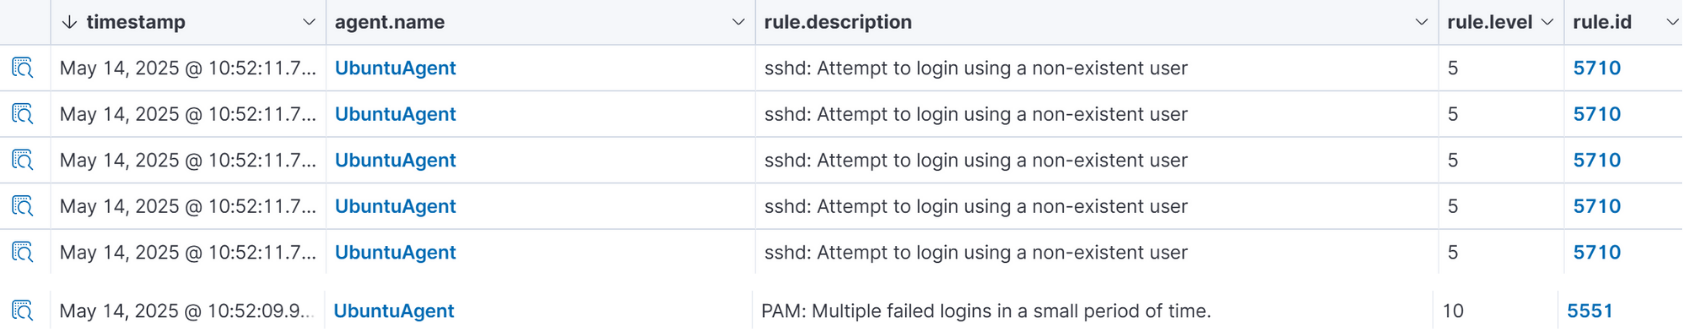 timestamp agent.name rule.description rule.level rule.id
May 14, 2025 @ 10:52:11.7... UbuntuAgent sshd: Attempt to login using a non-existent user 5 5710
May 14, 2025 @ 10:52:11.7... UbuntuAgent sshd: Attempt to login using a non-existent user 5 5710
May 14, 2025 @ 10:52:11.7... UbuntuAgent sshd: Attempt to login using a non-existent user 5 5710
May 14, 2025 @ 10:52:11.7... UbuntuAgent sshd: Attempt to login using a non-existent user 5 5710
May 14, 2025 @ 10:52:11.7... UbuntuAgent sshd: Attempt to login using a non-existent user 5 5710
May 14, 2025 @ 10:52:09.9... UbuntuAgent PAM: Multiple failed logins in a small period of time. 10 5551